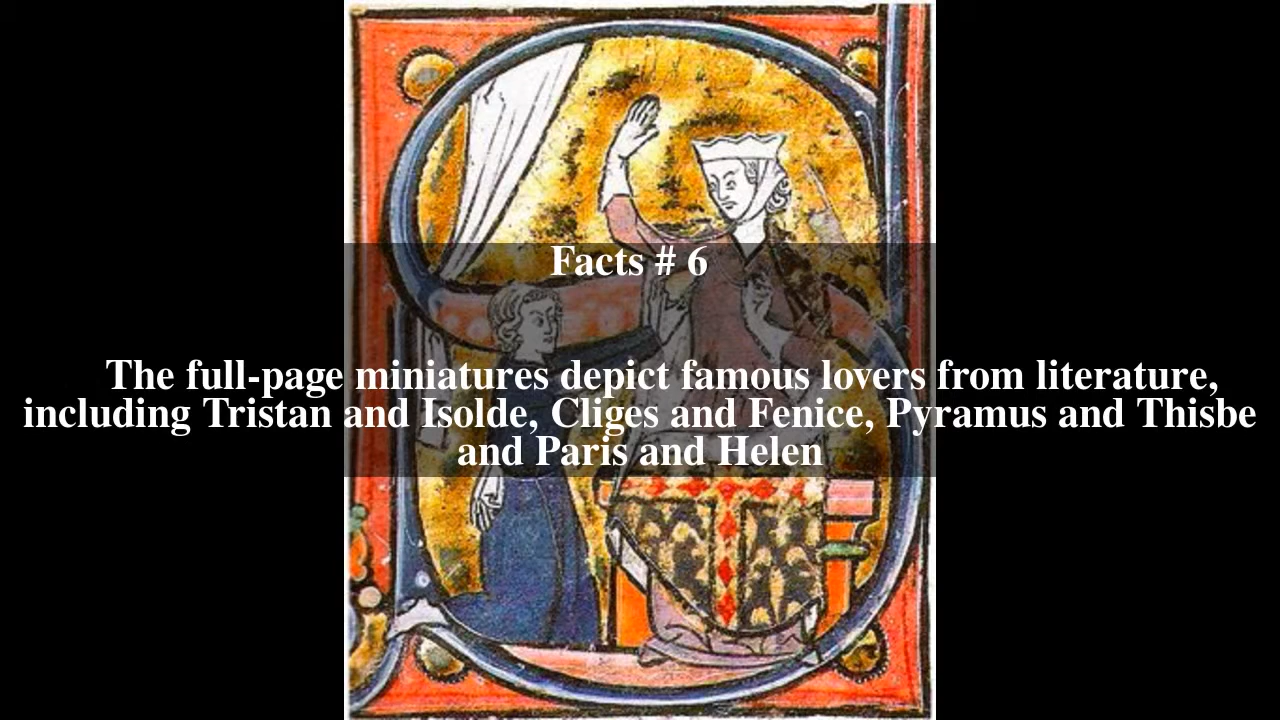 Facts # 6
The full-page miniatures depict famous lovers from literature,
including Tristan and Isolde, Cliges and Fenice, Pyramus and Thisbe
and Paris and Helen